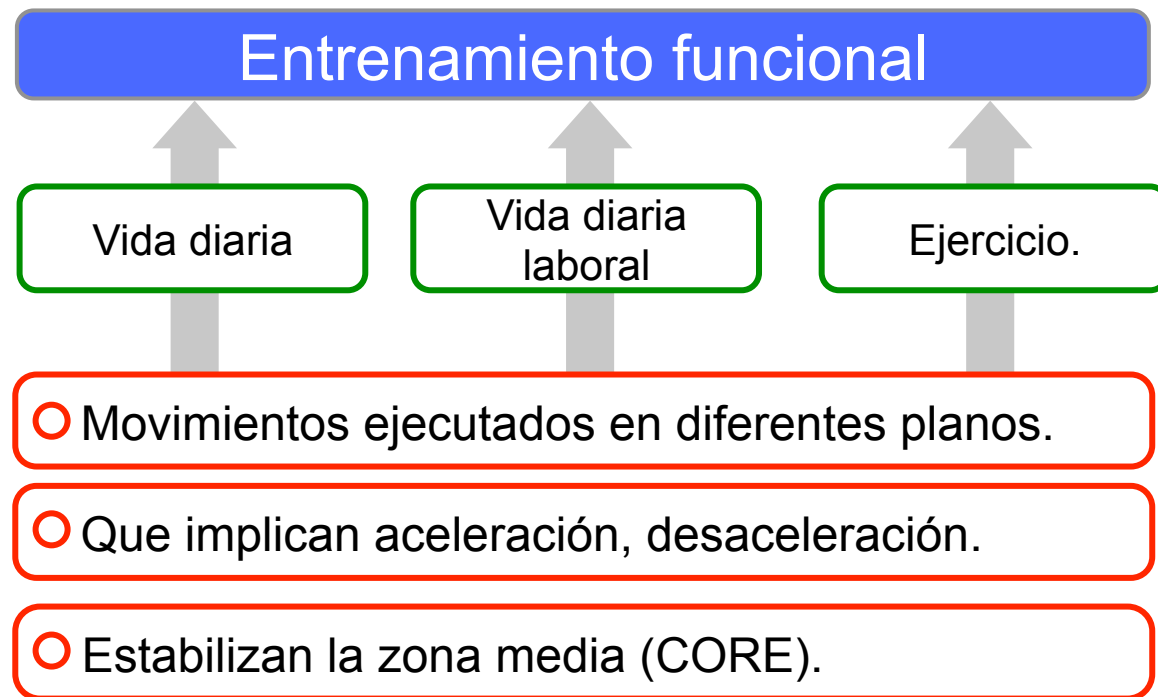 Entrenamiento funcional
Vida diaria
Vida diaria
laboral
Ejercicio.
Movimientos ejecutados en diferentes planos.
Que implican aceleración, desaceleración.
Estabilizan la zona media (CORE).